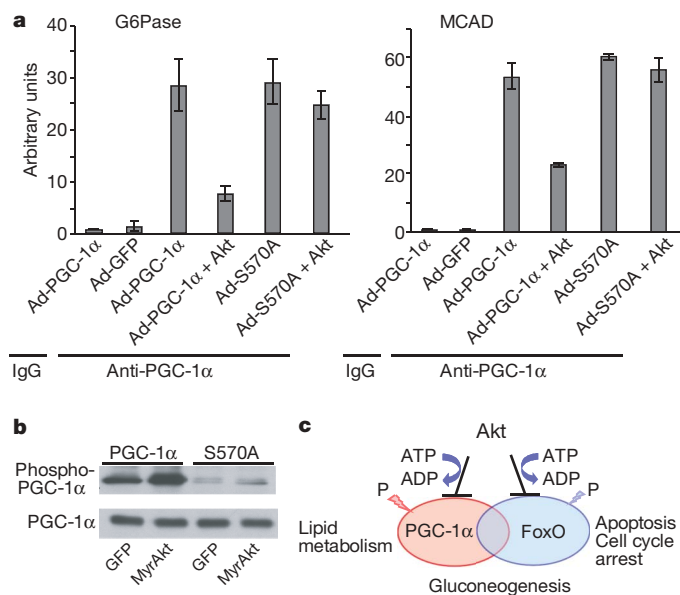 a
G6Pase
MCAD
Arbitrary units
40
30
20
10
0
60
40
20
0
Ad-PGC-1α
Ad-GFP
Ad-PGC-1α
Ad-PGC-1α + Akt
Ad-S570A
Ad-S570A + Akt
Ad-PGC-1α
Ad-GFP
Ad-PGC-1α
Ad-PGC-1α + Akt
Ad-S570A
Ad-S570A + Akt
IgG
Anti-PGC-1α
IgG
Anti-PGC-1α
b
PGC-1α
S570A
Phospho-
PGC-1α
PGC-1α
GFP
MyrAkt
GFP
MyrAkt
c
Akt
ATP
ADP
ATP
ADP
P
P
Lipid
metabolism
PGC-1α
FoxO
Apoptosis
Cell cycle
arrest
Gluconeogenesis